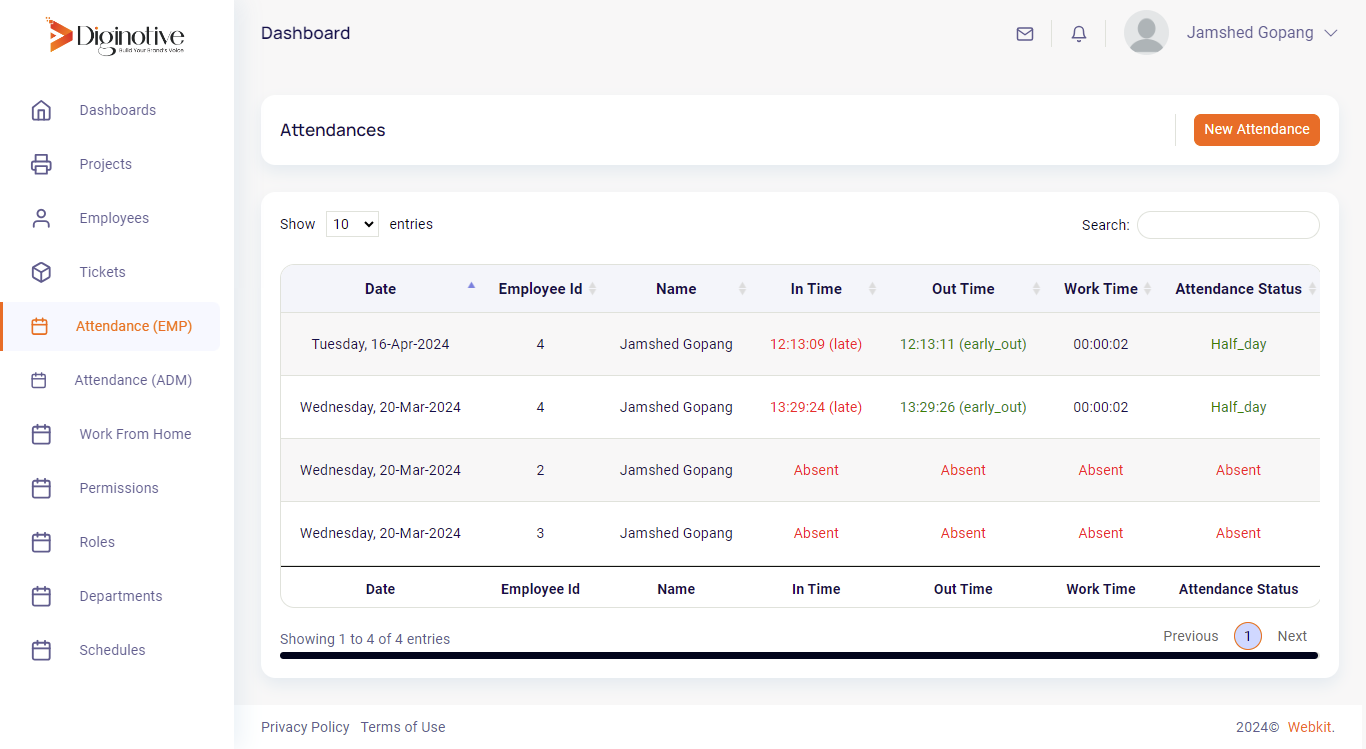 Diginotive
Build Your Brand's Voice
Dashboard
Jamshed Gopang
Dashboards
Projects
Employees
Tickets
Attendance (EMP)
Attendance (ADM)
Work From Home
Permissions
Roles
Departments
Schedules
Attendances
New Attendance
Show 10 entries
Search:
Date Employee Id Name In Time Out Time Work Time Attendance Status
Tuesday, 16-Apr-2024 4 Jamshed Gopang 12:13:09 (late) 12:13:11 (early_out) 00:00:02 Half_day
Wednesday, 20-Mar-2024 4 Jamshed Gopang 13:29:24 (late) 13:29:26 (early_out) 00:00:02 Half_day
Wednesday, 20-Mar-2024 2 Jamshed Gopang Absent Absent Absent Absent
Wednesday, 20-Mar-2024 3 Jamshed Gopang Absent Absent Absent Absent
Date Employee Id Name In Time Out Time Work Time Attendance Status
Showing 1 to 4 of 4 entries
Previous 1 Next
Privacy Policy Terms of Use
2024© Webkit.